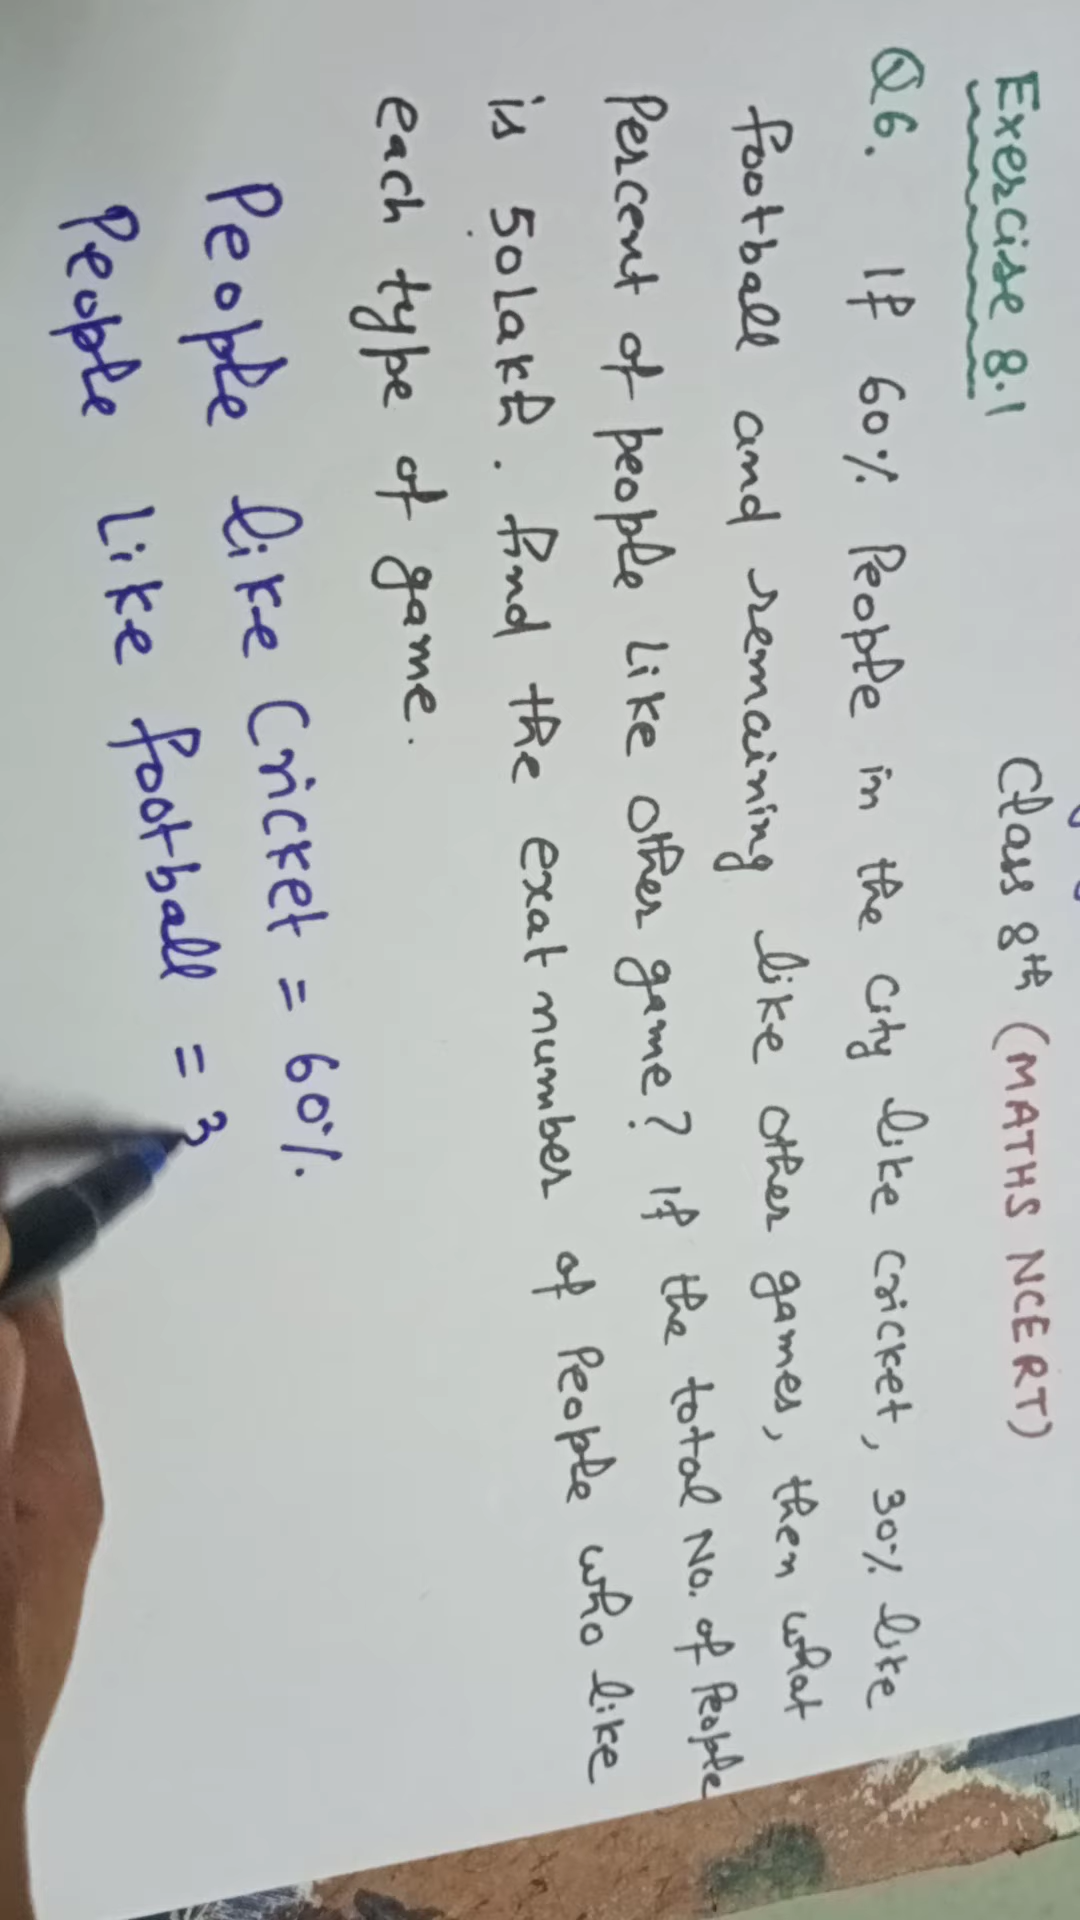 Exercise 8.1
Class 8th (MATHS NCERT)
Q6. If 60% People in the city like cricket, 30% like
football and remaining like other games, then what
Percent of people like other game? If the total No. of People
is 50Lakh. find the exat number of People who like
each type of game.
People like Cricket = 60%.
People like football = 3